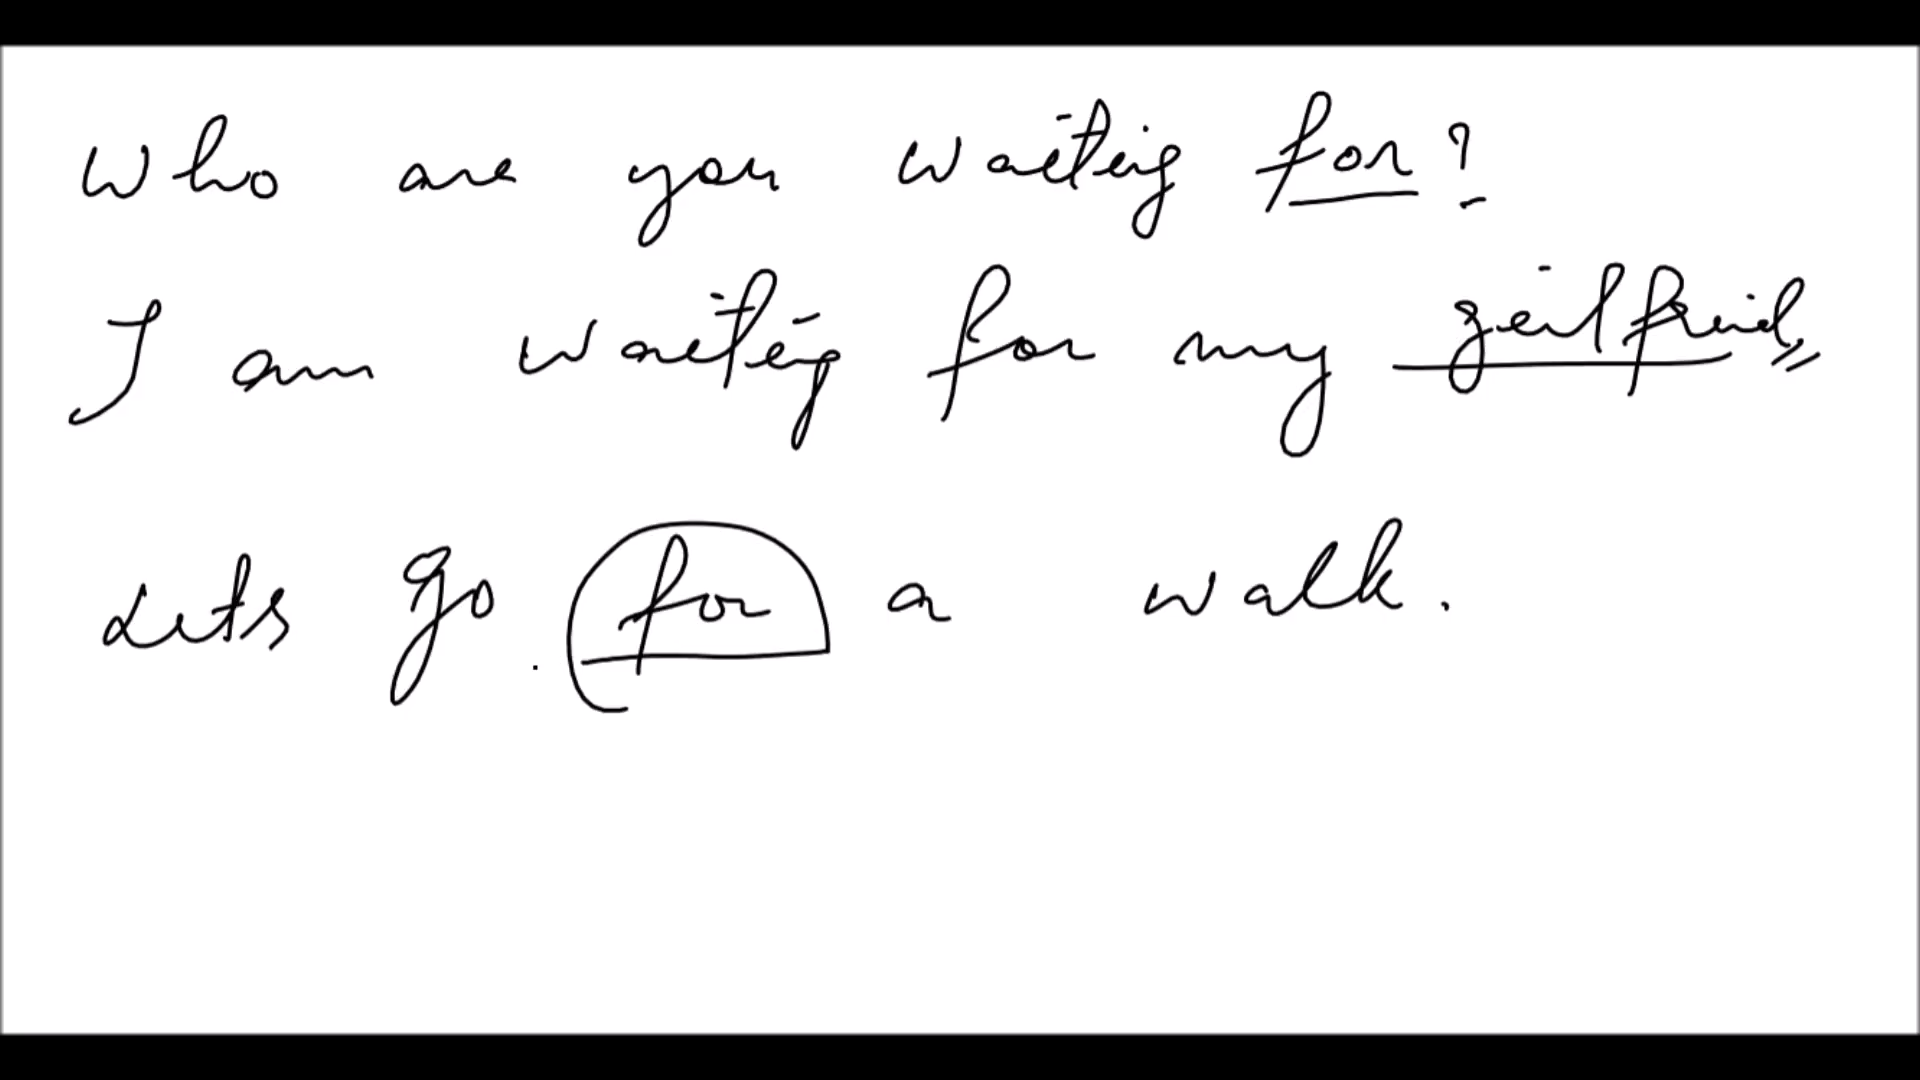 Who are you waiting for?
I am waiting for my girlfriend,
Lets go for a walk.